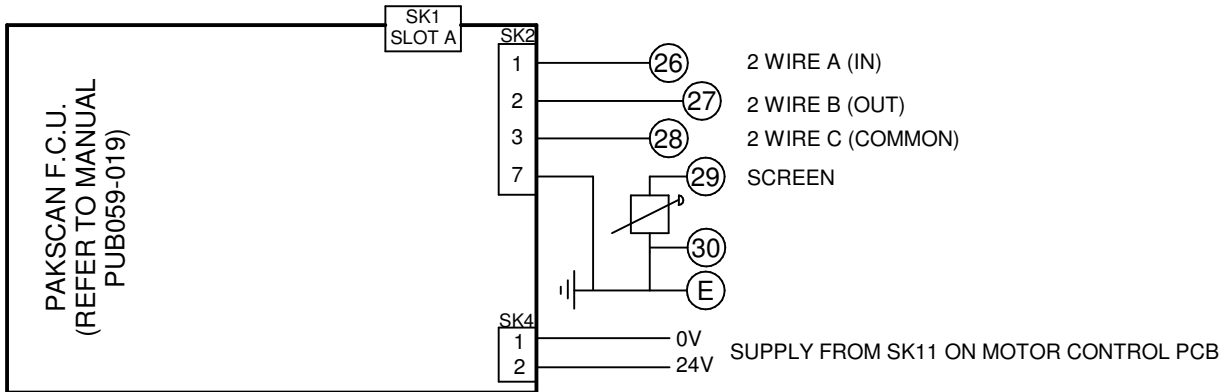 SK1
SLOT A
SK2
1
26
2 WIRE A (IN)
2
27
2 WIRE B (OUT)
3
28
2 WIRE C (COMMON)
7
29
SCREEN
30
E
PAKSCAN F.C.U.
(REFER TO MANUAL
PUB059-019)
SK4
1
0V
2
24V
SUPPLY FROM SK11 ON MOTOR CONTROL PCB